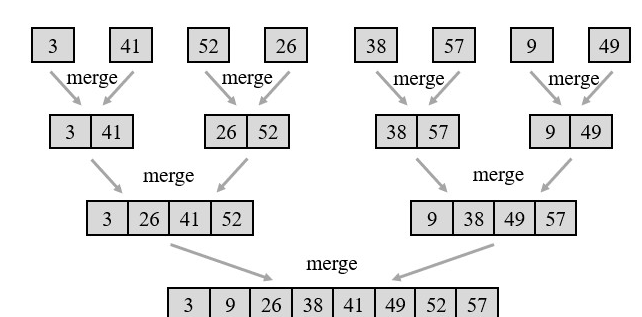 3 41 52 26 38 57 9 49
merge merge merge merge
3 41 26 52 38 57 9 49
merge merge
3 26 41 52 9 38 49 57
merge
3 9 26 38 41 49 52 57